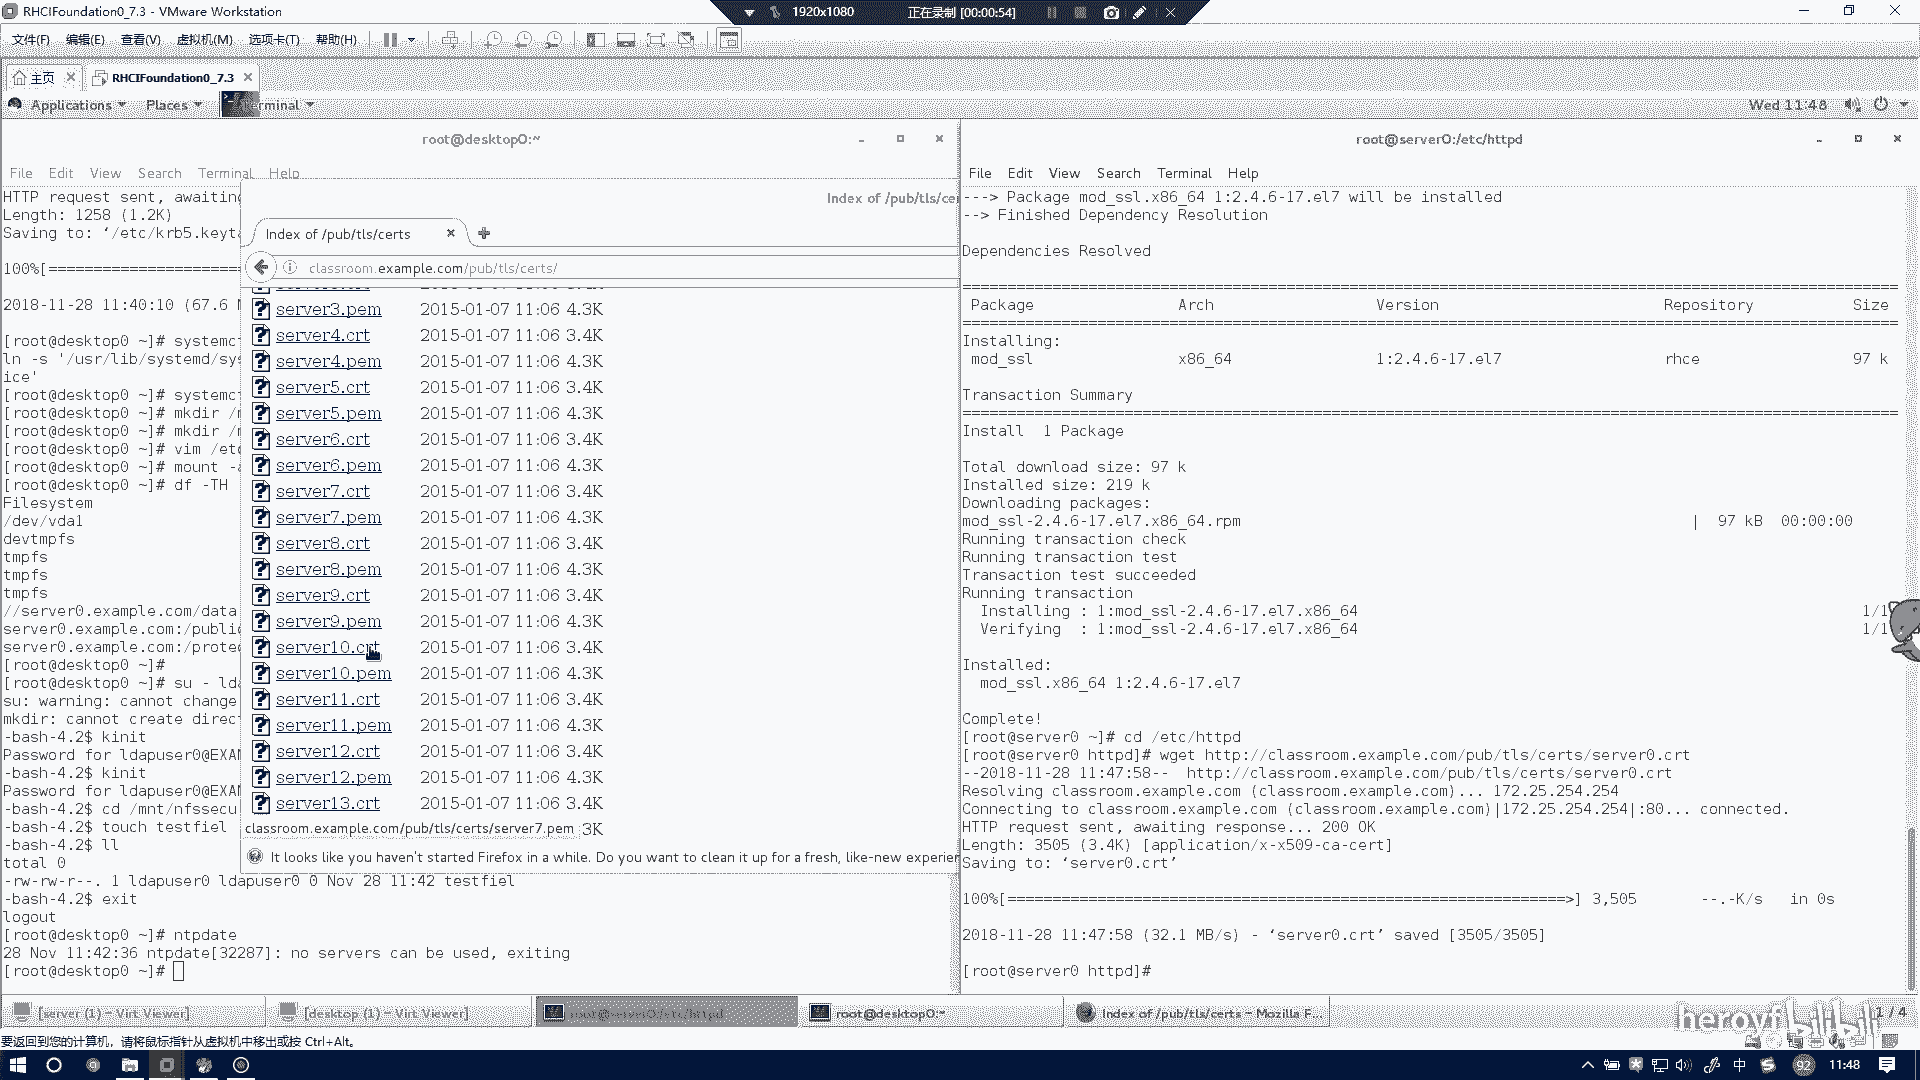 RHCIFoundation0_7.3 - VMware Workstation
1920x1080
正在录制 [00:00:54]
文件(F) 编辑(E) 查看(V) 虚拟机(M) 选项卡(T) 帮助(H)
主页
RHCIFoundation0_7.3
Applications Places Terminal
Wed 11:48
root@desktop0:~
File Edit View Search Terminal Help
HTTP request sent, awaiting
Length: 1258 (1.2K)
Saving to: ‘/etc/krb5.keyta
100%[======================
2018-11-28 11:40:10 (67.6
[root@desktop0 ~]# systemc
ln -s '/usr/lib/systemd/sys
ice'
[root@desktop0 ~]# systemc
[root@desktop0 ~]# mkdir /
[root@desktop0 ~]# mkdir /
[root@desktop0 ~]# vim /etc
[root@desktop0 ~]# mount -a
[root@desktop0 ~]# df -TH
Filesystem
/dev/vda1
devtmpfs
tmpfs
tmpfs
tmpfs
//server0.example.com/data
server0.example.com:/public
server0.example.com:/protec
[root@desktop0 ~]#
[root@desktop0 ~]# su - lda
su: warning: cannot change
mkdir: cannot create direct
-bash-4.2$ kinit
Password for ldapuser0@EXAM
-bash-4.2$ kinit
Password for ldapuser0@EXAM
-bash-4.2$ cd /mnt/nfssecu
-bash-4.2$ touch testfiel
-bash-4.2$ ll
total 0
-rw-rw-r--. 1 ldapuser0 ldapuser0 0 Nov 28 11:42 testfiel
-bash-4.2$ exit
logout
[root@desktop0 ~]# ntpdate
28 Nov 11:42:36 ntpdate[32287]: no servers can be used, exiting
[root@desktop0 ~]#
Index of /pub/tls/cer
Index of /pub/tls/certs
classroom.example.com/pub/tls/certs/
server3.pem 2015-01-07 11:06 4.3K
server4.crt 2015-01-07 11:06 3.4K
server4.pem 2015-01-07 11:06 4.3K
server5.crt 2015-01-07 11:06 3.4K
server5.pem 2015-01-07 11:06 4.3K
server6.crt 2015-01-07 11:06 3.4K
server6.pem 2015-01-07 11:06 4.3K
server7.crt 2015-01-07 11:06 3.4K
server7.pem 2015-01-07 11:06 4.3K
server8.crt 2015-01-07 11:06 3.4K
server8.pem 2015-01-07 11:06 4.3K
server9.crt 2015-01-07 11:06 3.4K
server9.pem 2015-01-07 11:06 4.3K
server10.crt 2015-01-07 11:06 3.4K
server10.pem 2015-01-07 11:06 4.3K
server11.crt 2015-01-07 11:06 3.4K
server11.pem 2015-01-07 11:06 4.3K
server12.crt 2015-01-07 11:06 3.4K
server12.pem 2015-01-07 11:06 4.3K
server13.crt 2015-01-07 11:06 3.4K
classroom.example.com/pub/tls/certs/server7.pem 3K
It looks like you haven't started Firefox in a while. Do you want to clean it up for a fresh, like-new experien
root@server0:/etc/httpd
File Edit View Search Terminal Help
---> Package mod_ssl.x86_64 1:2.4.6-17.el7 will be installed
--> Finished Dependency Resolution
Dependencies Resolved
Package Arch Version Repository Size
Installing:
mod_ssl x86_64 1:2.4.6-17.el7 rhce 97 k
Transaction Summary
Install 1 Package
Total download size: 97 k
Installed size: 219 k
Downloading packages:
mod_ssl-2.4.6-17.el7.x86_64.rpm | 97 kB 00:00:00
Running transaction check
Running transaction test
Transaction test succeeded
Running transaction
Installing : 1:mod_ssl-2.4.6-17.el7.x86_64 1/1
Verifying : 1:mod_ssl-2.4.6-17.el7.x86_64 1/1
Installed:
mod_ssl.x86_64 1:2.4.6-17.el7
Complete!
[root@server0 ~]# cd /etc/httpd
[root@server0 httpd]# wget http://classroom.example.com/pub/tls/certs/server0.crt
--2018-11-28 11:47:58-- http://classroom.example.com/pub/tls/certs/server0.crt
Resolving classroom.example.com (classroom.example.com)... 172.25.254.254
Connecting to classroom.example.com (classroom.example.com)|172.25.254.254|:80... connected.
HTTP request sent, awaiting response... 200 OK
Length: 3505 (3.4K) [application/x-x509-ca-cert]
Saving to: ‘server0.crt’
100%[==============================================================>] 3,505 --.-K/s in 0s
2018-11-28 11:47:58 (32.1 MB/s) - ‘server0.crt’ saved [3505/3505]
[root@server0 httpd]#
[server (1) - Virt Viewer]
[desktop (1) - Virt Viewer]
root@server0:/etc/httpd
root@desktop0:~
Index of /pub/tls/certs - Mozilla F...
heroyf bilibili
1 / 4
要返回到您的计算机，请将鼠标指针从虚拟机中移出或按 Ctrl+Alt。
中
92
11:48